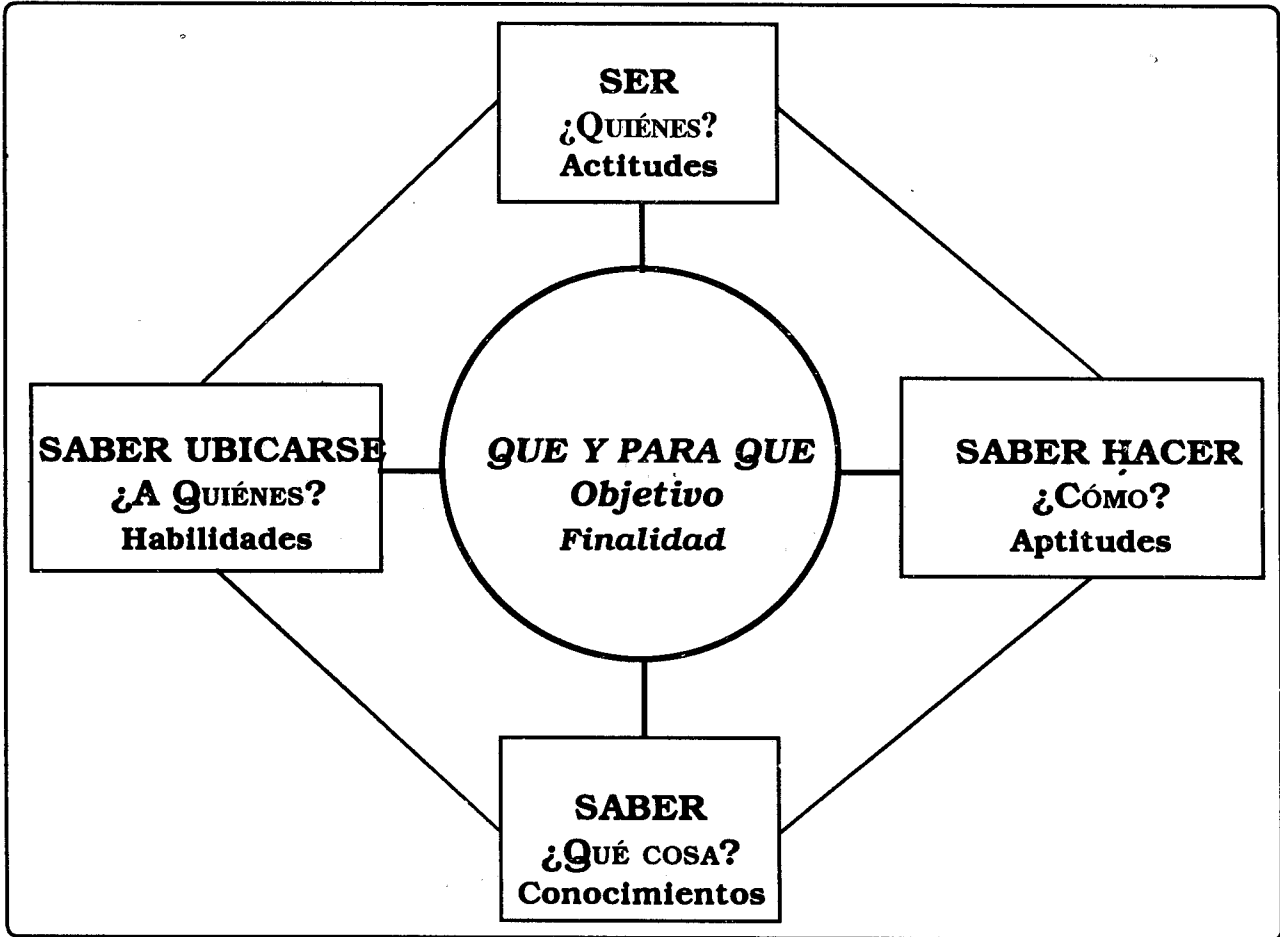 SER
¿QUIÉNES?
Actitudes
SABER UBICARSE
¿A QUIÉNES?
Habilidades
QUE Y PARA QUE
Objetivo
Finalidad
SABER HACER
¿CÓMO?
Aptitudes
SABER
¿QUÉ COSA?
Conocimientos